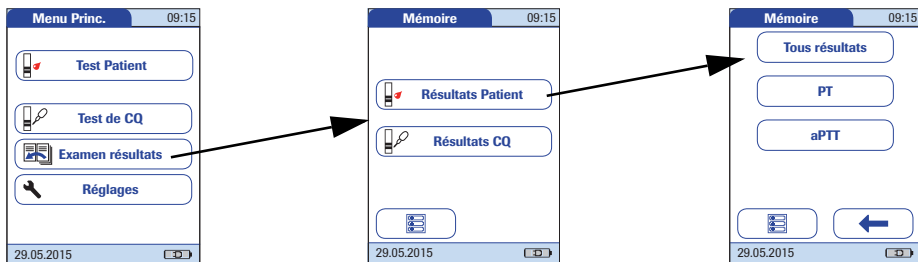 Menu Princ. 09:15
Test Patient
Test de CQ
Examen résultats
Réglages
29.05.2015
Mémoire 09:15
Résultats Patient
Résultats CQ
29.05.2015
Mémoire 09:15
Tous résultats
PT
aPTT
29.05.2015